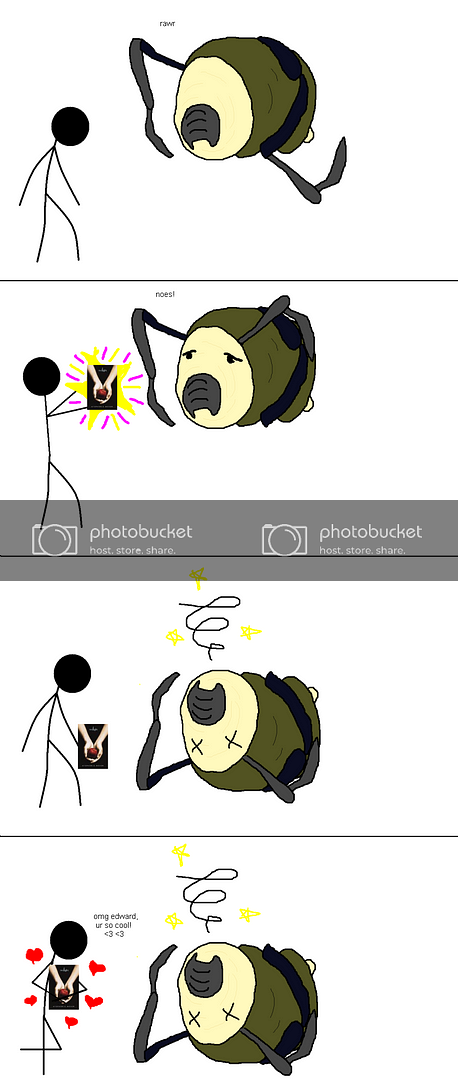 rawr
noes!
photobucket
host. store. share.
photobucket
host. store. share.
omg edward,
ur so cool!
<3 <3